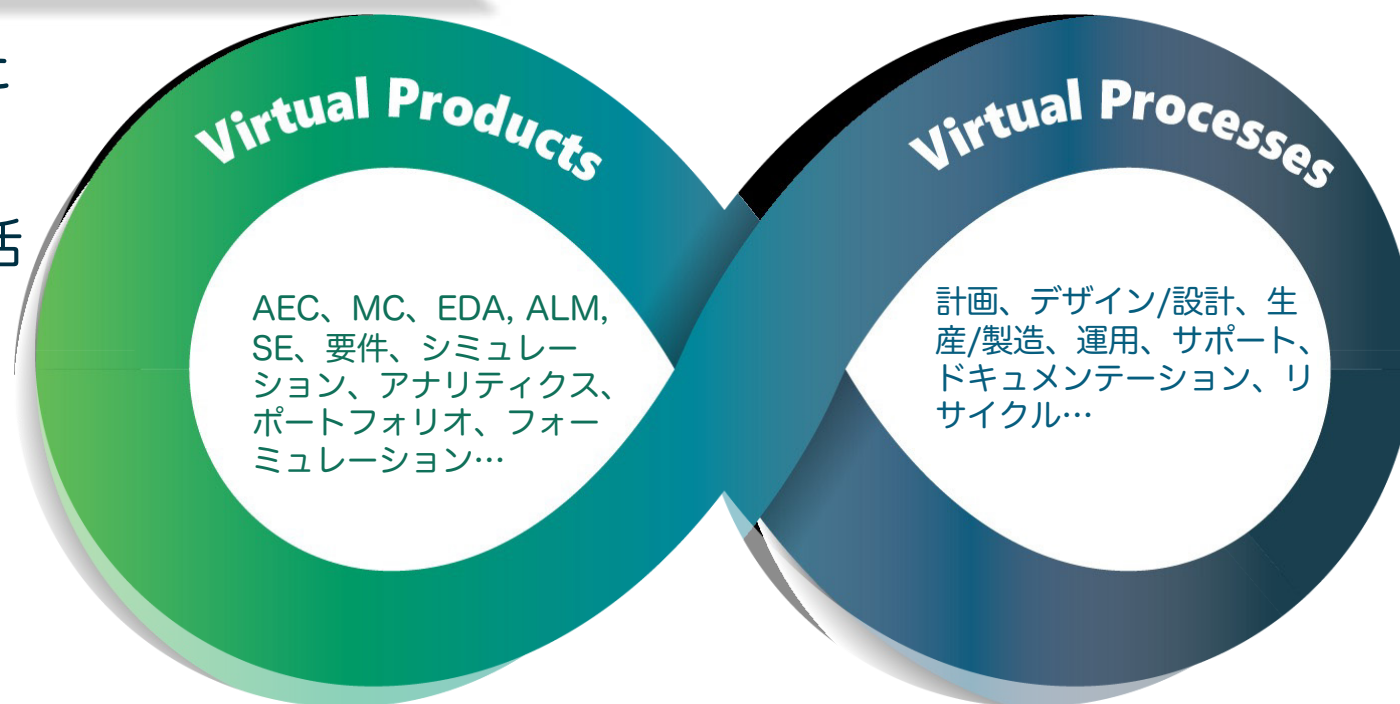 Virtual Products
Virtual Processes
AEC、MC、EDA, ALM,
SE、要件、シミュレー
ション、アナリティクス、
ポートフォリオ、フォー
ミュレーション…
計画、デザイン/設計、生
産/製造、運用、サポート、
ドキュメンテーション、リ
サイクル…